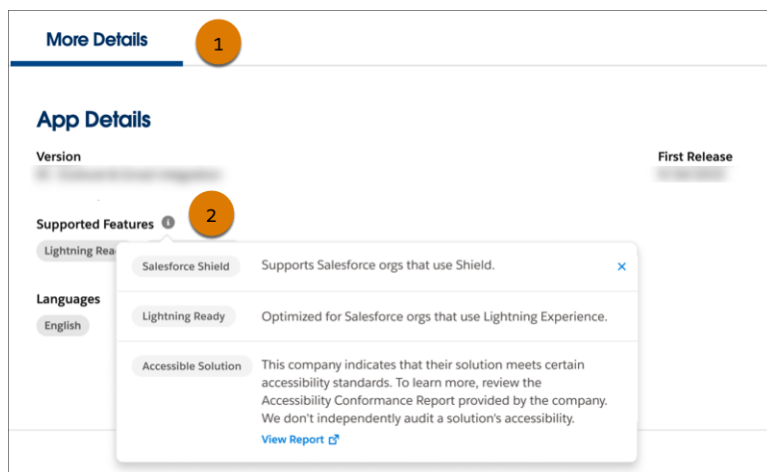 More Details
1
App Details
Version
First Release
Supported Features
2
Lightning Rea
Salesforce Shield
Supports Salesforce orgs that use Shield.
Languages
English
Lightning Ready
Optimized for Salesforce orgs that use Lightning Experience.
Accessible Solution
This company indicates that their solution meets certain
accessibility standards. To learn more, review the
Accessibility Conformance Report provided by the company.
We don't independently audit a solution's accessibility.
View Report